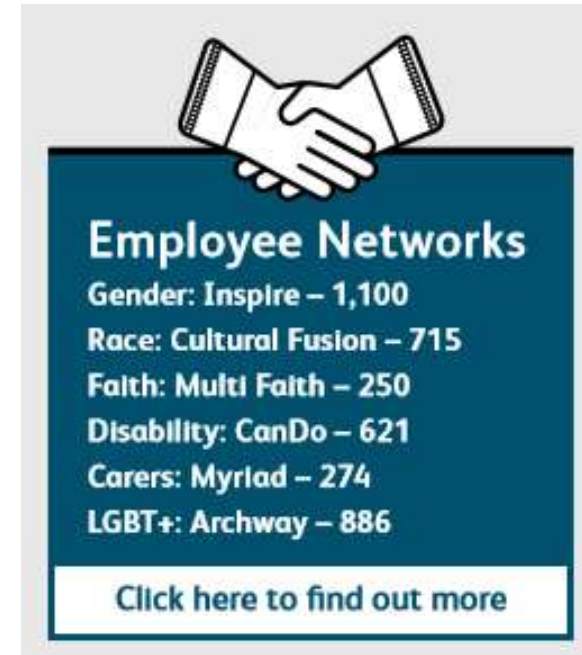 Employee Networks
Gender: Inspire – 1,100
Race: Cultural Fusion – 715
Faith: Multi Faith – 250
Disability: CanDo – 621
Carers: Myriad – 274
LGBT+: Archway – 886
Click here to find out more